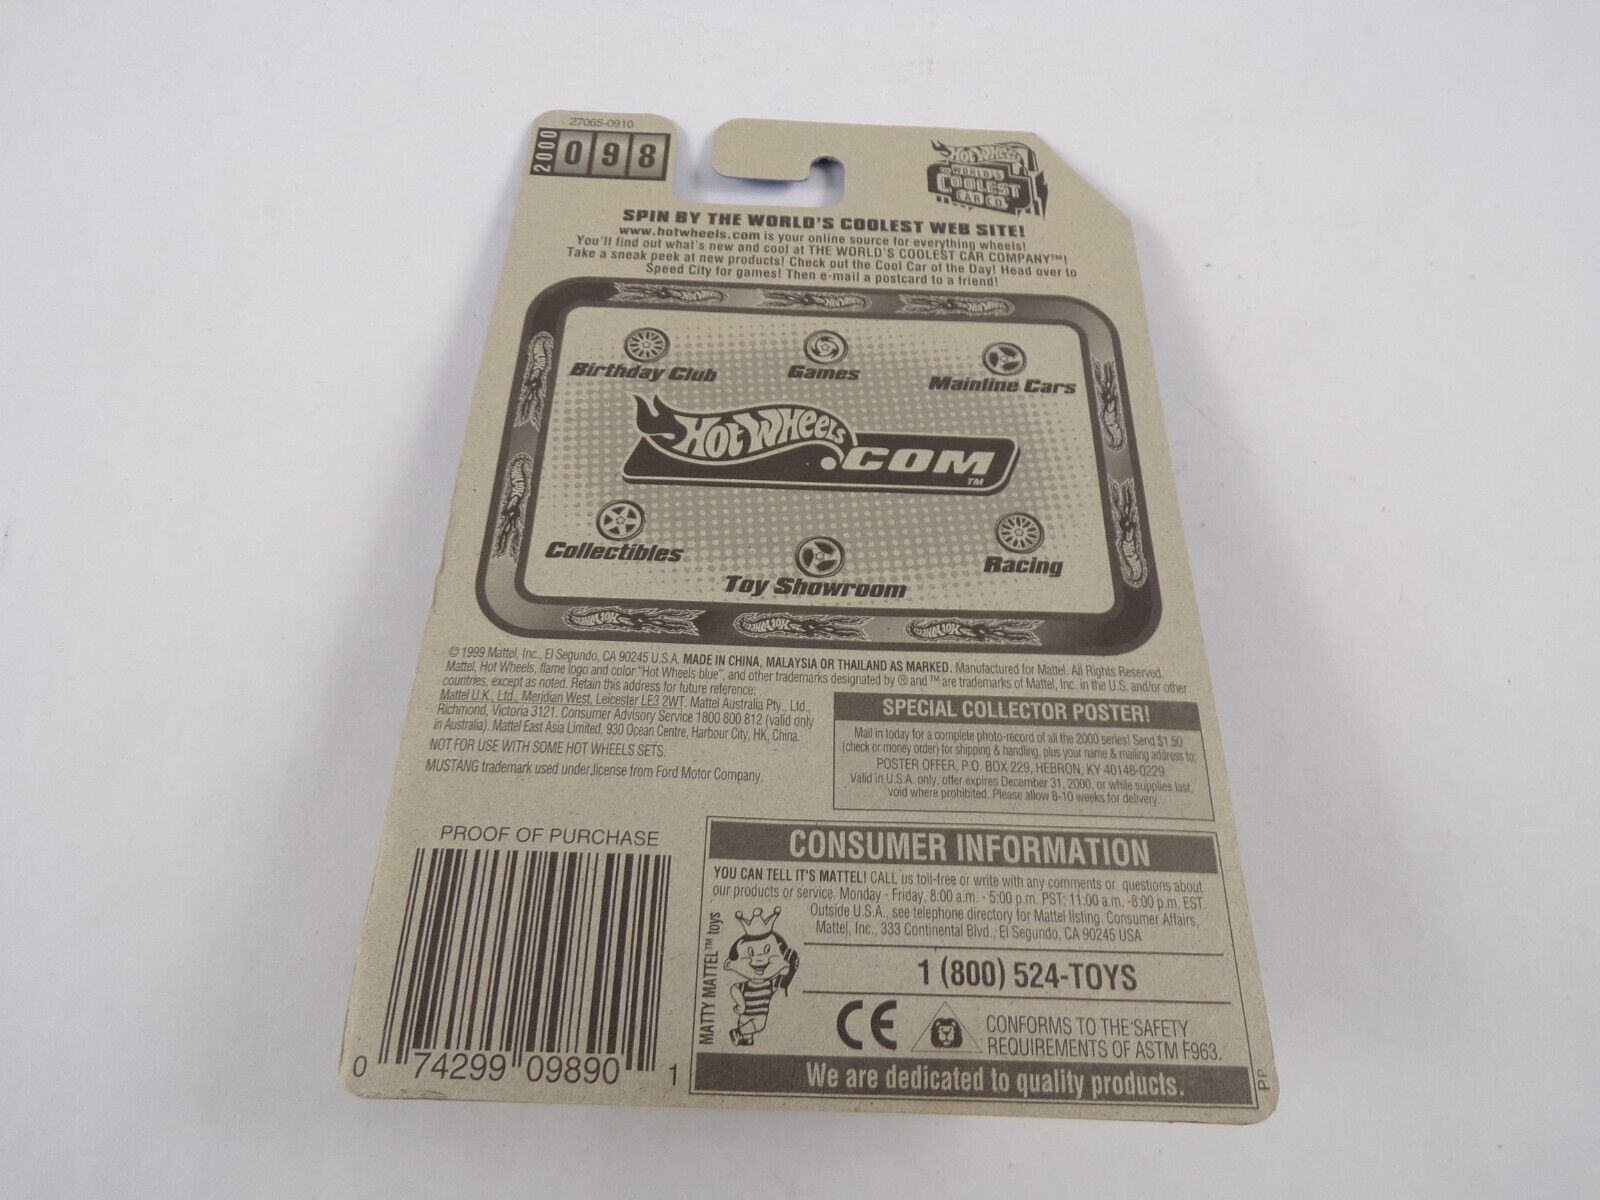 27065-0910
2000
098
HOT WHEELS
WORLD'S
COOLEST
CAR CO.
SPIN BY THE WORLD'S COOLEST WEB SITE!
www.hotwheels.com is your online source for everything wheels!
You'll find out what's new and cool at THE WORLD'S COOLEST CAR COMPANY™!
Take a sneak peek at new products! Check out the Cool Car of the Day! Head over to
Speed City for games! Then e-mail a postcard to a friend!
Birthday Club
Games
Mainline Cars
HOT WHEELS
.COM
TM
Collectibles
Toy Showroom
Racing
© 1999 Mattel, Inc., El Segundo, CA 90245 U.S.A. MADE IN CHINA, MALAYSIA OR THAILAND AS MARKED. Manufactured for Mattel. All Rights Reserved.
Mattel, Hot Wheels, flame logo and color "Hot Wheels blue", and other trademarks designated by ® and ™ are trademarks of Mattel, Inc. in the U.S. and/or other
countries, except as noted. Retain this address for future reference:
Mattel U.K., Ltd., Meridian West, Leicester LE3 2WT. Mattel Australia Pty., Ltd.,
Richmond, Victoria 3121. Consumer Advisory Service 1800 800 812 (valid only
in Australia). Mattel East Asia Limited, 930 Ocean Centre, Harbour City, HK, China.
NOT FOR USE WITH SOME HOT WHEELS SETS.
MUSTANG trademark used under license from Ford Motor Company.
SPECIAL COLLECTOR POSTER!
Mail in today for a complete photo-record of all the 2000 series! Send $1.50
(check or money order) for shipping & handling, plus your name & mailing address to:
POSTER OFFER, P.O. BOX 229, HEBRON, KY 40148-0229.
Valid in U.S.A. only, offer expires December 31, 2000, or while supplies last,
void where prohibited. Please allow 8-10 weeks for delivery.
PROOF OF PURCHASE
0 74299 09890 1
CONSUMER INFORMATION
YOU CAN TELL IT'S MATTEL! CALL us toll-free or write with any comments or questions about
our products or service. Monday - Friday, 8:00 a.m. - 5:00 p.m. PST; 11:00 a.m. -8:00 p.m. EST.
Outside U.S.A., see telephone directory for Mattel listing. Consumer Affairs,
Mattel, Inc., 333 Continental Blvd., El Segundo, CA 90245 USA
MATTY MATTEL™ toys
1 (800) 524-TOYS
CE
CONFORMS TO THE SAFETY
REQUIREMENTS OF ASTM F963.
We are dedicated to quality products.
PP